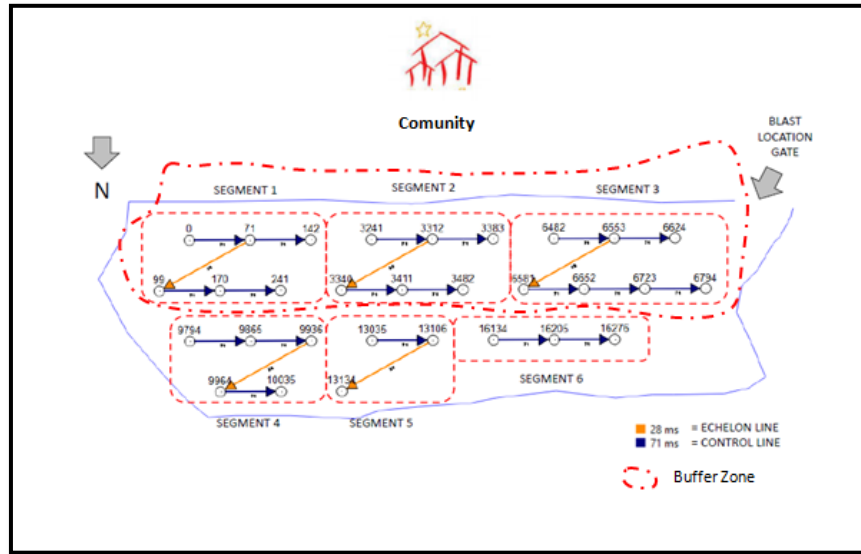 Comunity
BLAST
LOCATION
GATE
N
SEGMENT 1
SEGMENT 2
SEGMENT 3
0 71 142
3241 3312 3383
6482 6553 6624
99 170 241
3340 3411 3482
6581 6652 6723 6794
9794 9865 9936
13035 13106
16134 16205 16276
9964 10035
13134
SEGMENT 6
SEGMENT 4
SEGMENT 5
28 ms = ECHELON LINE
71 ms = CONTROL LINE
Buffer Zone